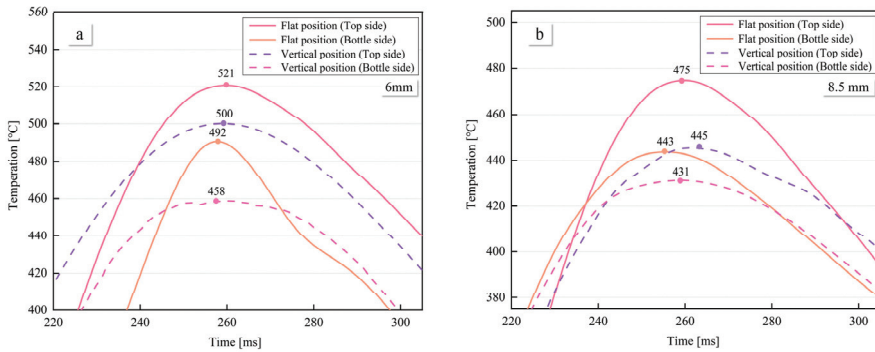 a
Flat position (Top side)
Flat position (Bottle side)
Vertical position (Top side)
Vertical position (Bottle side)
6mm
521
500
492
458
560
540
520
500
480
460
440
420
400
220
240
260
280
300
Temperation [℃]
Time [ms]
b
Flat position (Top side)
Flat position (Bottle side)
Vertical position (Top side)
Vertical position (Bottle side)
8.5 mm
475
443
445
431
500
480
460
440
420
400
380
220
240
260
280
300
Temperation [℃]
Time [ms]